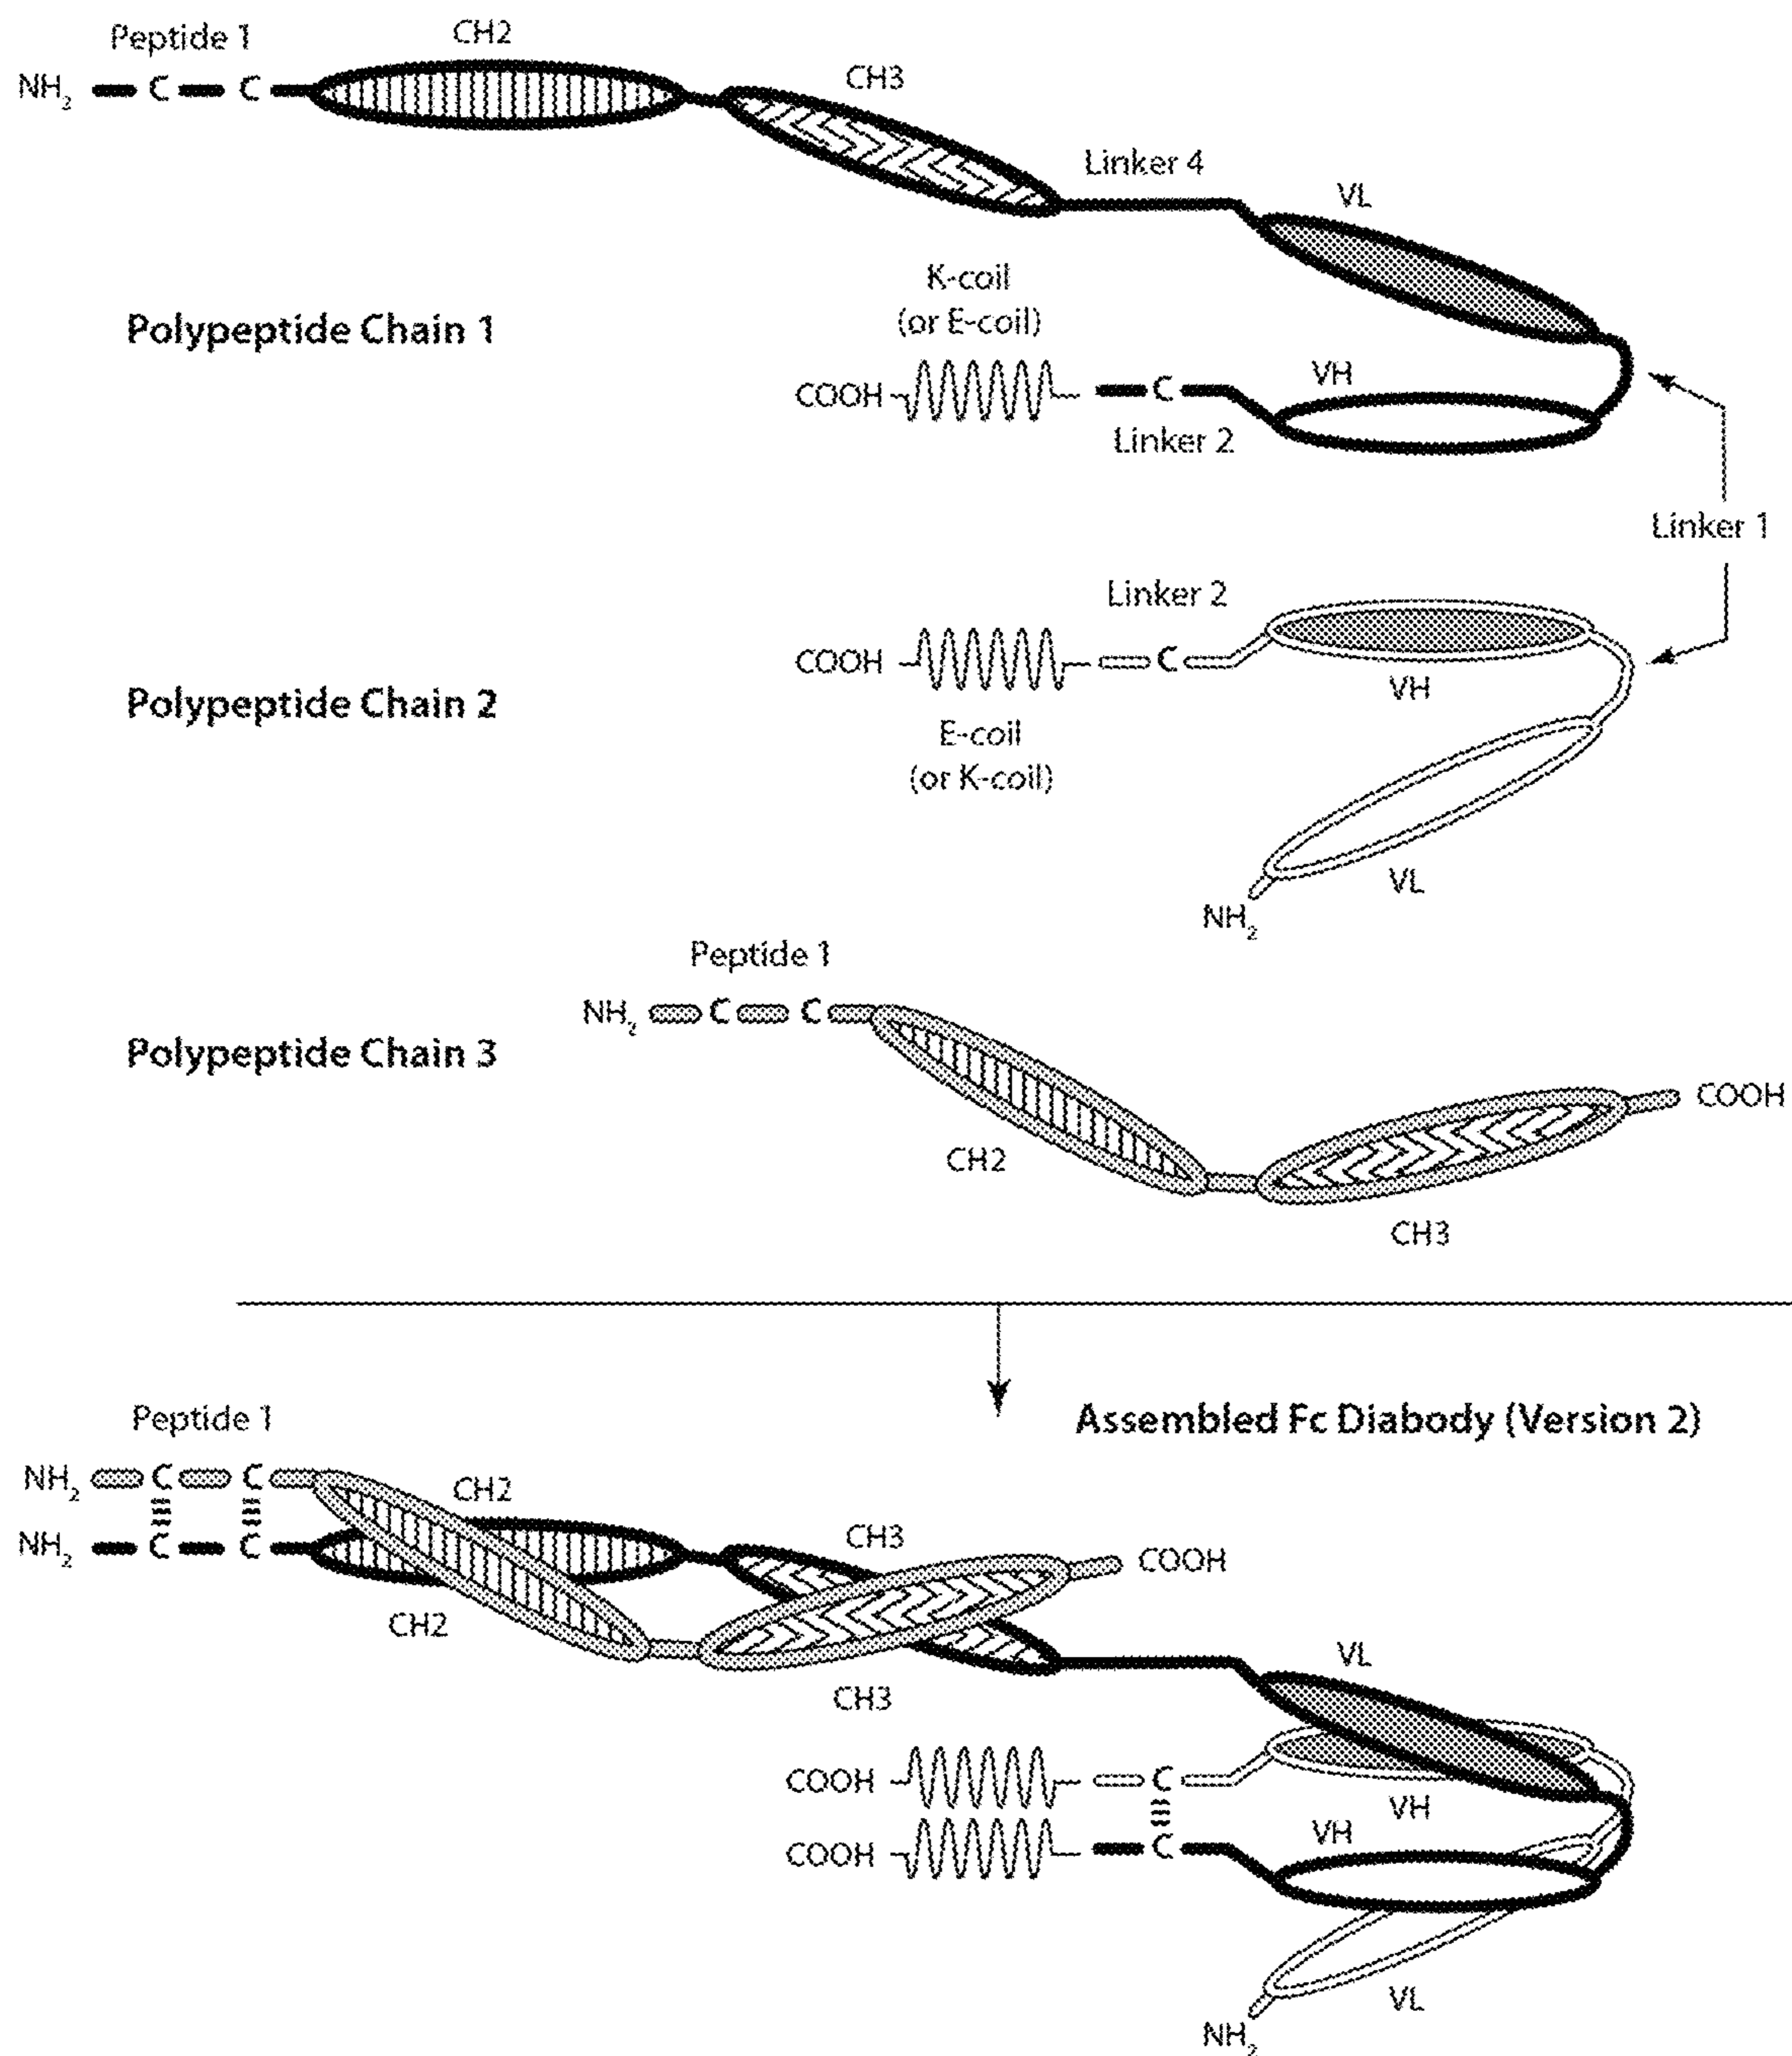 Peptide 1
CH2
NH2
C
C
CH3
Linker 4
VL
K-coil
(or E-coil)
Polypeptide Chain 1
VH
COOH
C
Linker 2
Linker 1
Linker 2
COOH
C
VH
Polypeptide Chain 2
E-coil
(or K-coil)
VL
NH2
Peptide 1
NH2
C
C
Polypeptide Chain 3
COOH
CH2
CH3
Assembled Fc Diabody (Version 2)
Peptide 1
NH2
C
C
CH2
NH2
C
C
CH3
COOH
CH2
VL
CH3
COOH
C
VH
VH
COOH
C
VL
NH2